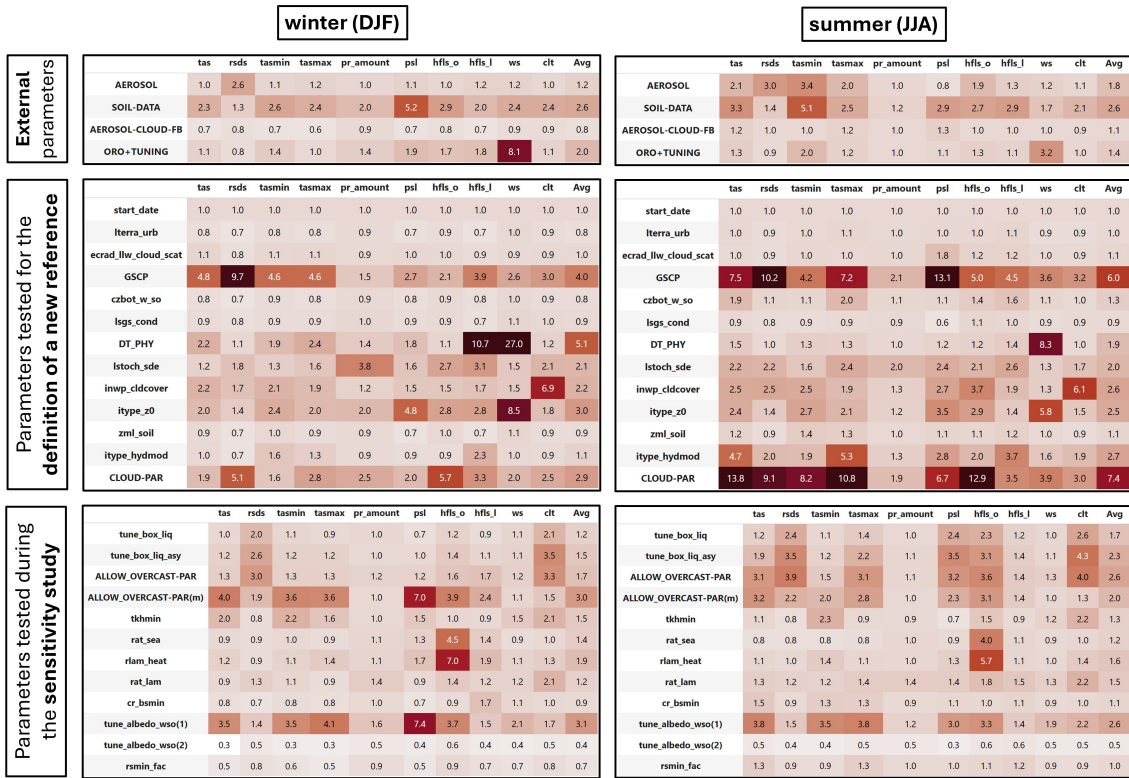 winter (DJF)
summer (JJA)
External parameters
tas rsds tasmin tasmax pr_amount psl hfls_o hfls_l ws clt Avg
AEROSOL 1.0 2.6 1.1 1.2 1.0 1.1 1.0 1.2 1.2 1.0 1.2
SOIL-DATA 2.3 1.3 2.6 2.4 2.0 5.2 2.9 2.0 2.4 2.4 2.6
AEROSOL-CLOUD-FB 0.7 0.8 0.7 0.6 0.9 0.7 0.8 0.7 0.9 0.9 0.8
ORO+TUNING 1.1 0.8 1.4 1.0 1.4 1.9 1.7 1.8 8.1 1.1 2.0
tas rsds tasmin tasmax pr_amount psl hfls_o hfls_l ws clt Avg
AEROSOL 2.1 3.0 3.4 2.0 1.0 0.8 1.9 1.3 1.2 1.1 1.8
SOIL-DATA 3.3 1.4 5.1 2.5 1.2 2.9 2.7 2.9 1.7 2.1 2.6
AEROSOL-CLOUD-FB 1.2 1.0 1.0 1.2 1.0 1.3 1.0 1.0 1.0 0.9 1.1
ORO+TUNING 1.3 0.9 2.0 1.2 1.0 1.1 1.3 1.1 3.2 1.0 1.4
Parameters tested for the
definition of a new reference
tas rsds tasmin tasmax pr_amount psl hfls_o hfls_l ws clt Avg
start_date 1.0 1.0 1.0 1.0 1.0 1.0 1.0 1.0 1.0 1.0 1.0
lterra_urb 0.8 0.7 0.8 0.8 0.9 0.7 0.9 0.7 1.0 0.9 0.8
ecrad_llw_cloud_scat 1.1 0.8 1.1 1.1 0.9 1.0 1.0 0.9 0.9 0.9 1.0
GSCP 4.8 9.7 4.6 4.6 1.5 2.7 2.1 3.9 2.6 3.0 4.0
czbot_w_so 0.8 0.7 0.9 0.8 0.9 0.9 0.8 0.8 1.0 0.9 0.8
lsgs_cond 0.9 0.8 0.9 0.9 1.0 0.9 0.9 0.7 1.1 1.0 0.9
DT_PHY 2.2 1.1 1.9 2.4 1.4 1.8 1.1 10.7 27.0 1.2 5.1
lstoch_sde 1.2 1.8 1.3 1.6 3.8 1.6 2.7 3.1 1.5 2.1 2.1
inwp_cldcover 2.2 1.7 2.1 1.9 1.2 1.5 1.5 1.7 1.5 6.9 2.2
itype_z0 2.0 1.4 2.4 2.0 2.0 4.8 2.8 2.8 8.5 1.8 3.0
zml_soil 0.9 0.7 1.0 0.9 0.9 0.7 1.0 0.7 1.1 0.9 0.9
itype_hydmod 1.0 0.7 1.6 1.3 0.9 0.9 0.9 2.3 1.0 0.9 1.1
CLOUD-PAR 1.9 5.1 1.6 2.8 2.5 2.0 5.7 3.3 2.0 2.5 2.9
tas rsds tasmin tasmax pr_amount psl hfls_o hfls_l ws clt Avg
start_date 1.0 1.0 1.0 1.0 1.0 1.0 1.0 1.0 1.0 1.0 1.0
lterra_urb 1.0 0.9 1.0 1.1 1.0 1.0 1.0 1.1 0.9 0.9 1.0
ecrad_llw_cloud_scat 1.0 0.9 1.0 1.0 1.0 1.8 1.2 1.2 1.0 1.0 1.1
GSCP 7.5 10.2 4.2 7.2 2.1 13.1 5.0 4.5 3.6 3.2 6.0
czbot_w_so 1.9 1.1 1.1 2.0 1.1 1.1 1.4 1.6 1.1 1.0 1.3
lsgs_cond 0.9 0.8 0.9 0.9 0.9 0.6 1.1 1.0 0.9 0.9 0.9
DT_PHY 1.5 1.0 1.3 1.3 1.0 1.2 1.2 1.4 8.3 1.0 1.9
lstoch_sde 2.2 2.2 1.6 2.4 2.0 2.4 2.1 2.6 1.3 1.7 2.0
inwp_cldcover 2.5 2.5 2.5 1.9 1.3 2.7 3.7 1.9 1.3 6.1 2.6
itype_z0 2.4 1.4 2.7 2.1 1.2 3.5 2.9 1.4 5.8 1.5 2.5
zml_soil 1.2 0.9 1.4 1.3 1.0 1.1 1.1 1.2 1.0 0.9 1.1
itype_hydmod 4.7 2.0 1.9 5.3 1.3 2.8 2.0 3.7 1.6 1.9 2.7
CLOUD-PAR 13.8 9.1 8.2 10.8 1.9 6.7 12.9 3.5 3.9 3.0 7.4
Parameters tested during
the sensitivity study
tas rsds tasmin tasmax pr_amount psl hfls_o hfls_l ws clt Avg
tune_box_liq 1.0 2.0 1.1 0.9 1.0 0.7 1.2 0.9 1.1 2.1 1.2
tune_box_liq_asy 1.2 2.6 1.2 1.2 1.0 1.0 1.4 1.1 1.1 3.5 1.5
ALLOW_OVERCAST-PAR 1.3 3.0 1.3 1.3 1.2 1.2 1.6 1.7 1.2 3.3 1.7
ALLOW_OVERCAST-PAR(m) 4.0 1.9 3.6 3.6 1.0 7.0 3.9 2.4 1.1 1.5 3.0
tkhmin 2.0 0.8 2.2 1.6 1.0 1.5 1.0 0.9 1.5 2.1 1.5
rat_sea 0.9 0.9 1.0 0.9 1.1 1.3 4.5 1.4 0.9 1.0 1.4
rlam_heat 1.2 0.9 1.1 1.4 1.1 1.7 7.0 1.9 1.1 1.3 1.9
rat_lam 0.9 1.3 1.1 0.9 1.4 0.9 1.4 1.2 1.2 2.1 1.2
cr_bsmin 0.8 0.7 0.8 0.8 1.0 0.7 0.7 1.7 1.1 1.0 0.9
tune_albedo_wso(1) 3.5 1.4 3.5 4.1 1.6 7.4 3.7 1.5 2.1 1.7 3.1
tune_albedo_wso(2) 0.3 0.5 0.3 0.3 0.5 0.4 0.6 0.4 0.4 0.5 0.4
rsmin_fac 0.5 0.8 0.6 0.5 0.9 0.5 0.9 0.7 0.7 0.8 0.7
tas rsds tasmin tasmax pr_amount psl hfls_o hfls_l ws clt Avg
tune_box_liq 1.2 2.4 1.1 1.4 1.0 2.4 2.3 1.2 1.0 2.6 1.7
tune_box_liq_asy 1.9 3.5 1.2 2.2 1.1 3.5 3.1 1.4 1.2 4.3 2.3
ALLOW_OVERCAST-PAR 3.1 3.9 1.5 3.1 1.2 3.2 3.6 1.4 1.3 4.0 2.6
ALLOW_OVERCAST-PAR(m) 3.2 2.2 2.0 2.8 1.0 2.3 3.1 1.4 0.9 1.3 2.0
tkhmin 1.1 0.8 2.3 0.9 0.9 0.7 1.5 0.9 1.2 2.2 1.3
rat_sea 0.8 0.8 0.8 0.8 1.0 0.9 4.0 1.1 0.9 1.0 1.2
rlam_heat 1.1 1.0 1.4 1.1 1.0 1.3 5.7 1.1 1.0 1.4 1.6
rat_lam 1.3 1.2 1.2 1.4 1.4 1.4 1.8 1.5 1.3 2.2 1.5
cr_bsmin 1.5 0.9 1.3 1.3 0.9 1.1 1.0 1.1 0.9 0.9 1.1
tune_albedo_wso(1) 3.8 1.5 3.5 3.8 1.2 3.0 3.3 1.4 1.9 2.2 2.6
tune_albedo_wso(2) 0.5 0.4 0.5 0.5 0.5 0.3 0.6 0.6 0.5 0.5 0.5
rsmin_fac 1.3 0.9 0.9 1.3 0.9 1.0 1.1 1.2 0.9 0.9 1.0